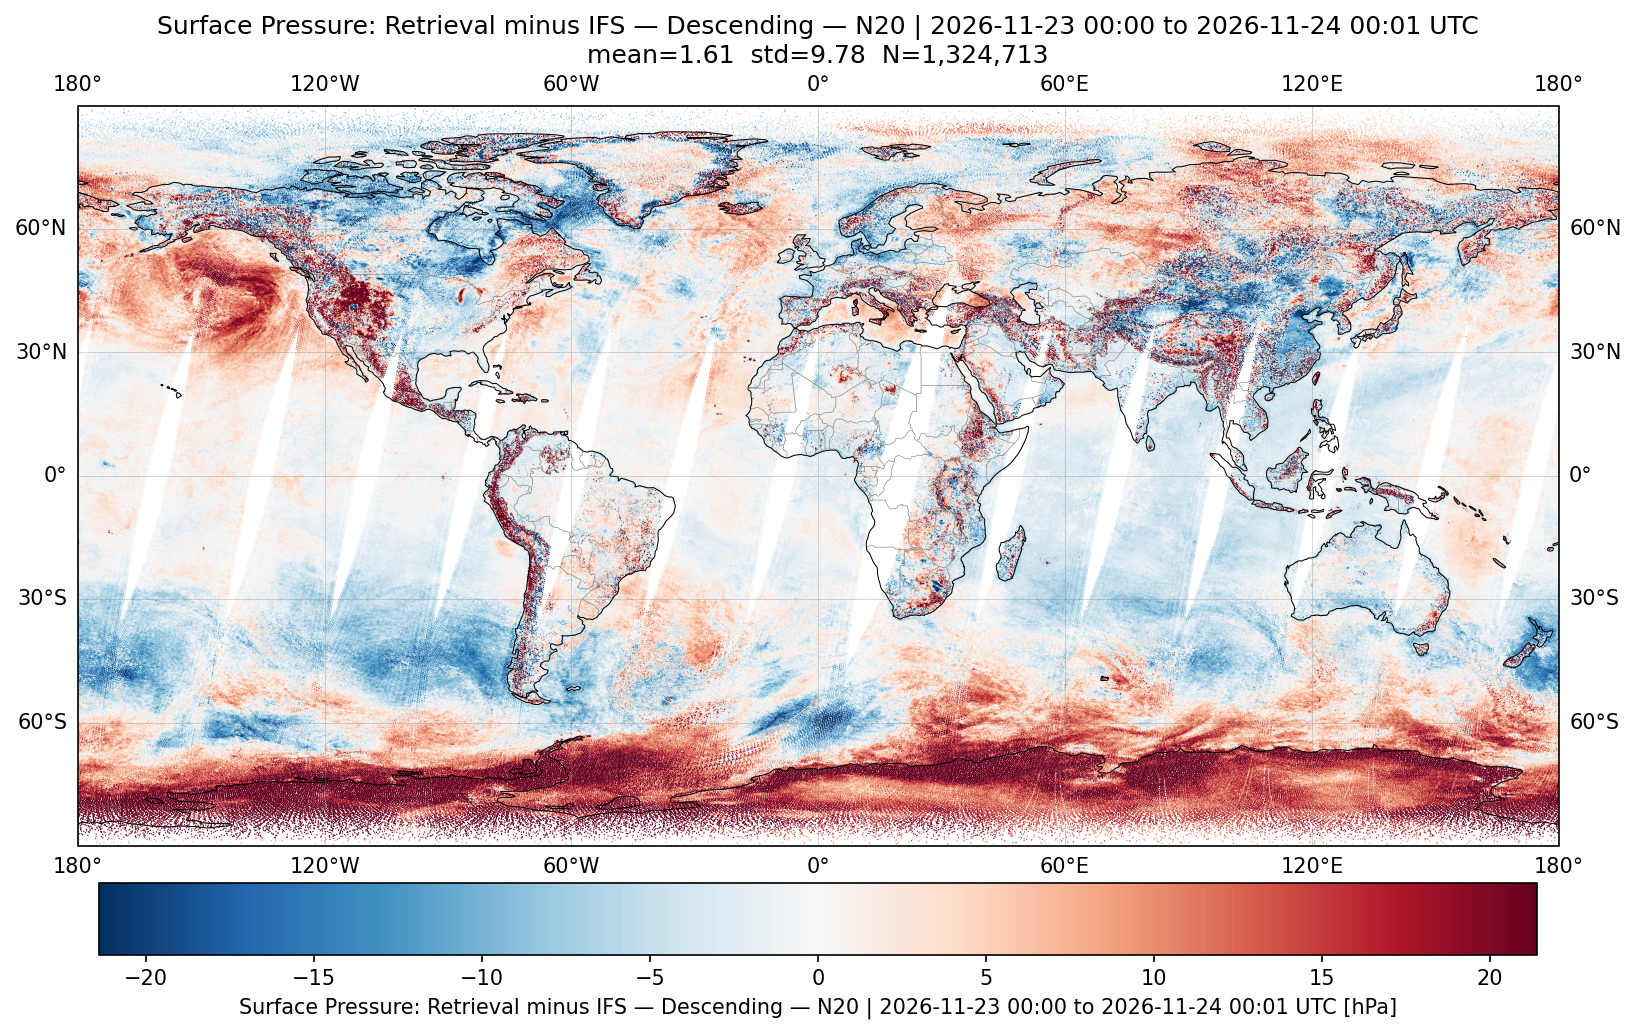 Surface Pressure: Retrieval minus IFS — Descending — N20 | 2026-11-23 00:00 to 2026-11-24 00:01 UTC
mean=1.61  std=9.78  N=1,324,713
180° 120°W 60°W 0° 60°E 120°E 180°
60°N 60°N
30°N 30°N
0° 0°
30°S 30°S
60°S 60°S
180° 120°W 60°W 0° 60°E 120°E 180°
−20 −15 −10 −5 0 5 10 15 20
Surface Pressure: Retrieval minus IFS — Descending — N20 | 2026-11-23 00:00 to 2026-11-24 00:01 UTC [hPa]